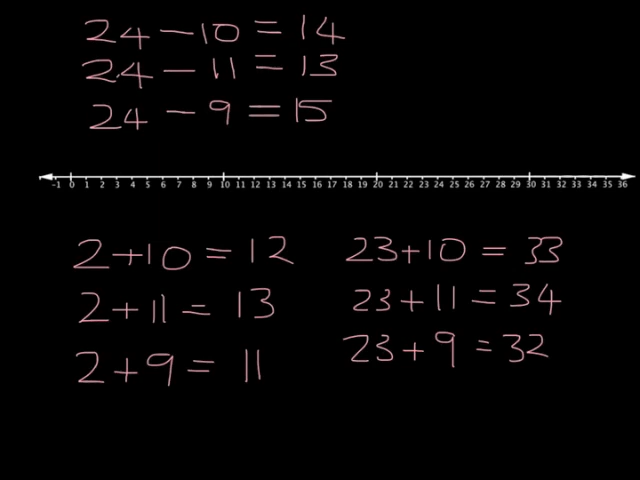 24 - 10 = 14
24 - 11 = 13
24 - 9 = 15
-1 0 1 2 3 4 5 6 7 8 9 10 11 12 13 14 15 16 17 18 19 20 21 22 23 24 25 26 27 28 29 30 31 32 33 34 35 36
2 + 10 = 12
2 + 11 = 13
2 + 9 = 11
23 + 10 = 33
23 + 11 = 34
23 + 9 = 32